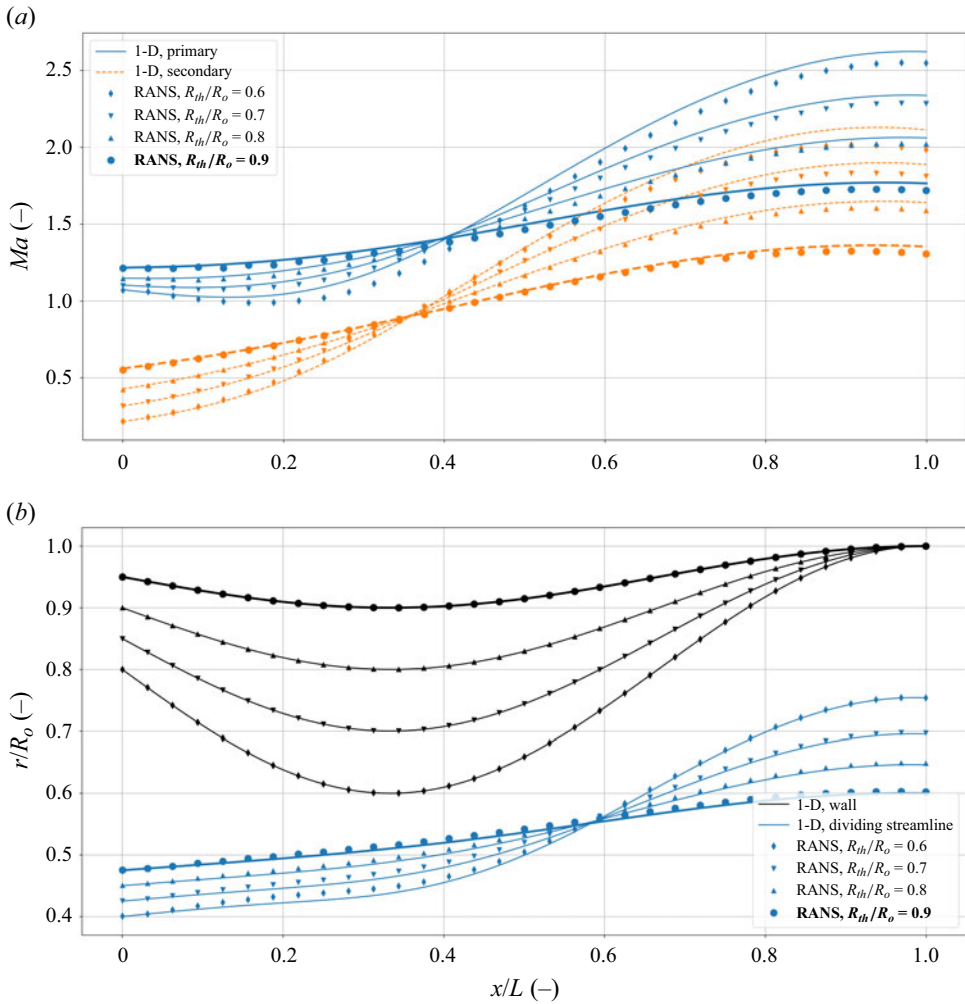 (a)
2.5
2.0
1.5
1.0
0.5
Ma (–)
1-D, primary
1-D, secondary
RANS, R_th/R_o = 0.6
RANS, R_th/R_o = 0.7
RANS, R_th/R_o = 0.8
RANS, R_th/R_o = 0.9
0 0.2 0.4 0.6 0.8 1.0
(b)
1.0
0.9
0.8
0.7
0.6
0.5
0.4
r/R_o (–)
1-D, wall
1-D, dividing streamline
RANS, R_th/R_o = 0.6
RANS, R_th/R_o = 0.7
RANS, R_th/R_o = 0.8
RANS, R_th/R_o = 0.9
0 0.2 0.4 0.6 0.8 1.0
x/L (–)